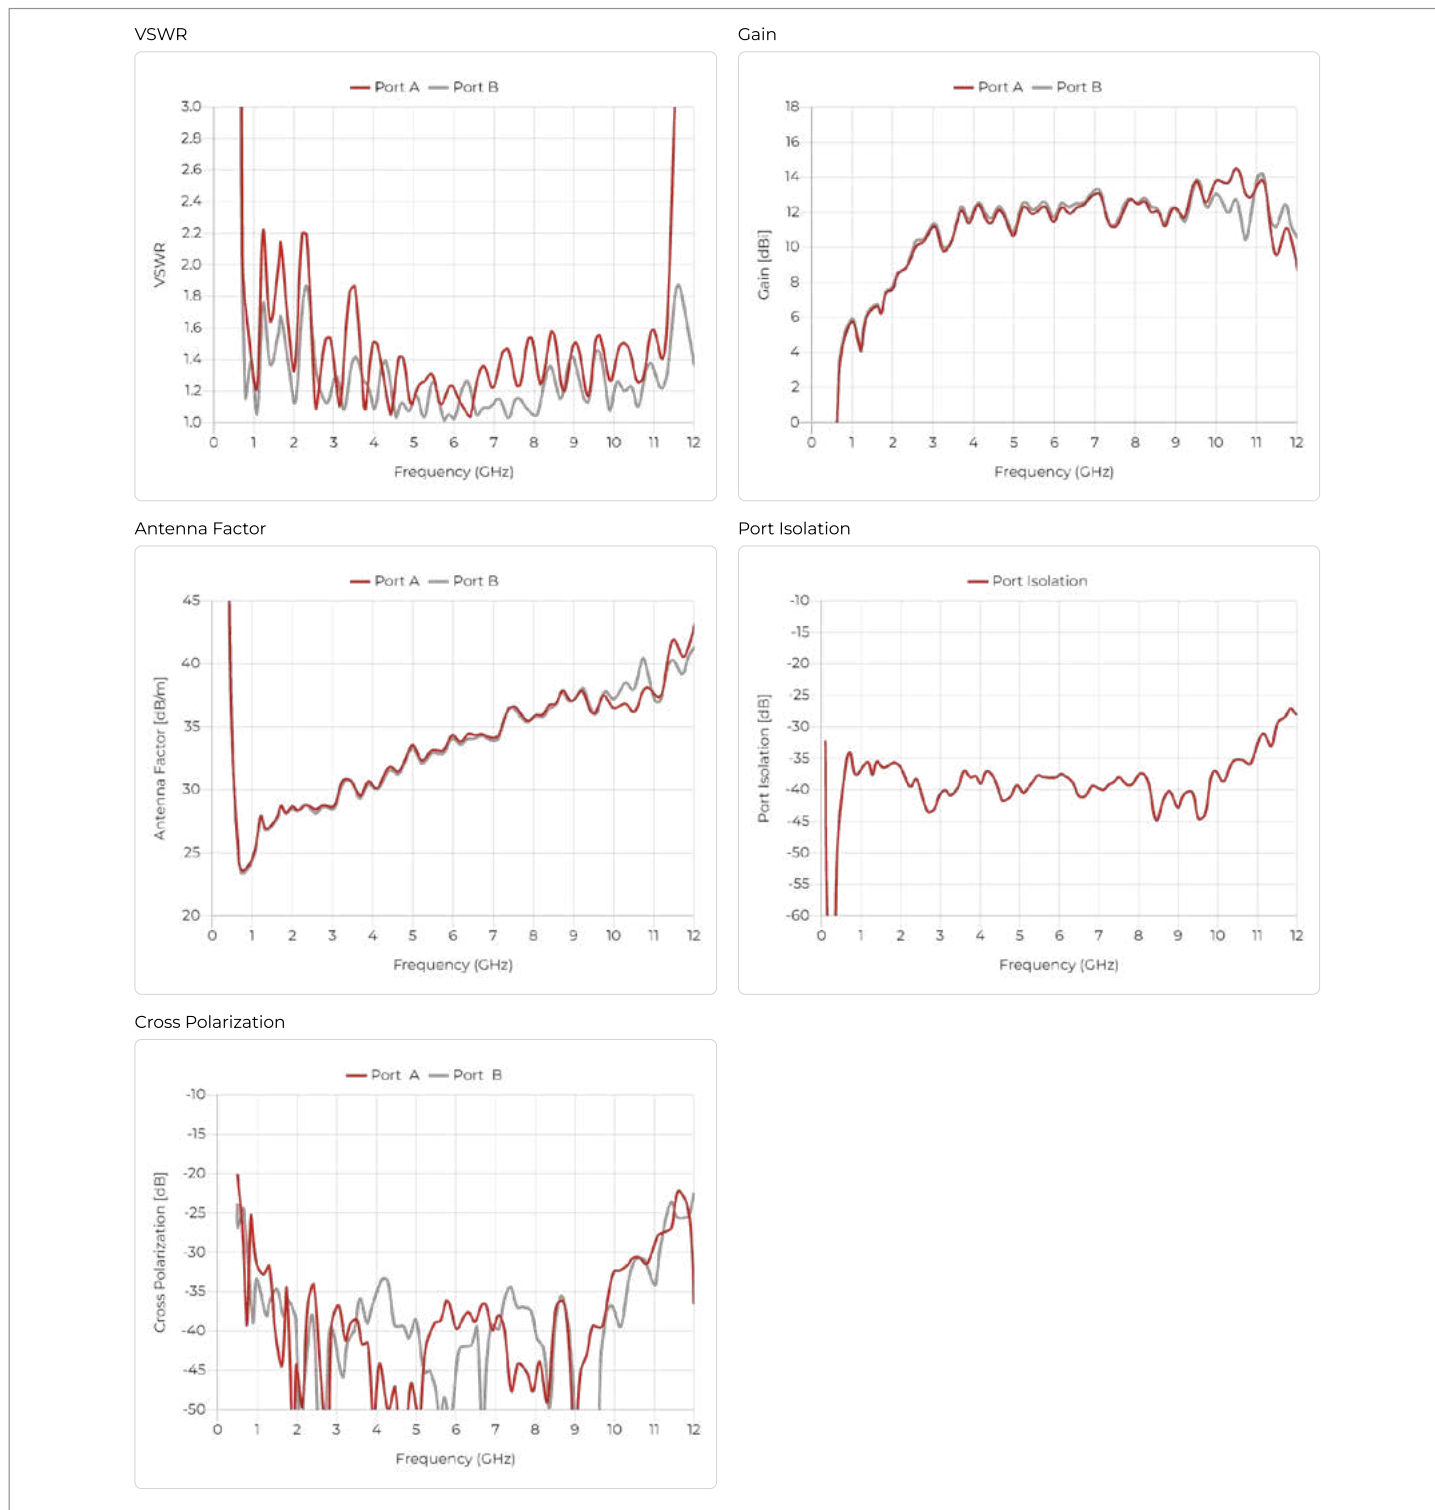 VSWR
Port A Port B
3.0
2.8
2.6
2.4
2.2
2.0
1.8
1.6
1.4
1.2
1.0
VSWR
0 1 2 3 4 5 6 7 8 9 10 11 12
Frequency (GHz)
Gain
Port A Port B
18
16
14
12
10
8
6
4
2
0
Gain [dBi]
0 1 2 3 4 5 6 7 8 9 10 11 12
Frequency (GHz)
Antenna Factor
Port A Port B
45
40
35
30
25
20
Antenna Factor [dB/m]
0 1 2 3 4 5 6 7 8 9 10 11 12
Frequency (GHz)
Port Isolation
Port Isolation
-10
-15
-20
-25
-30
-35
-40
-45
-50
-55
-60
Port Isolation [dB]
0 1 2 3 4 5 6 7 8 9 10 11 12
Frequency (GHz)
Cross Polarization
Port A Port B
-10
-15
-20
-25
-30
-35
-40
-45
-50
Cross Polarization [dB]
0 1 2 3 4 5 6 7 8 9 10 11 12
Frequency (GHz)